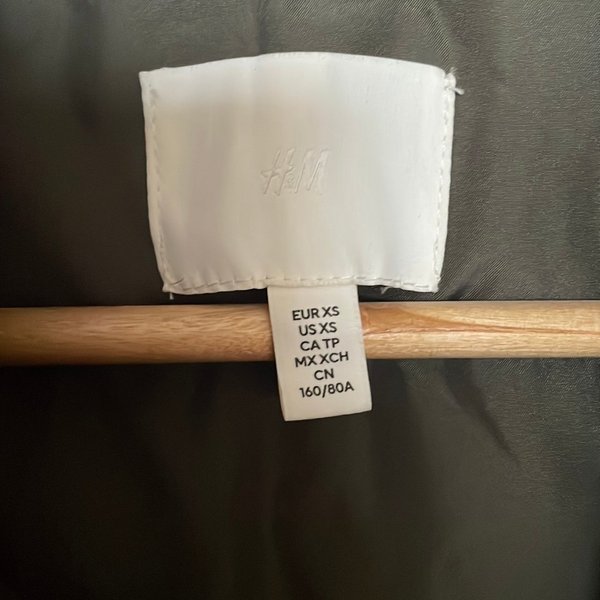 H&M
EUR XS
US XS
CA TP
MX XCH
CN
160/80A